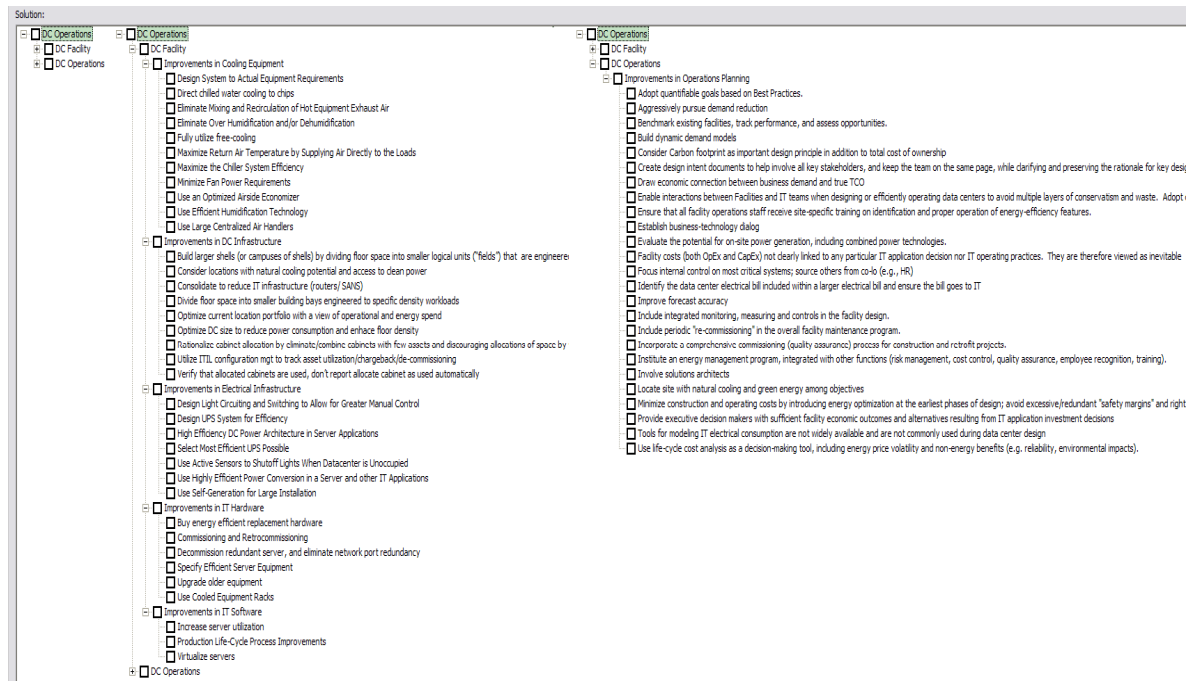 Solution:
DC Operations
DC Facility
DC Operations
DC Operations
DC Facility
Improvements in Cooling Equipment
Design System to Actual Equipment Requirements
Direct chilled water cooling to chips
Eliminate Mixing and Recirculation of Hot Equipment Exhaust Air
Eliminate Over Humidification and/or Dehumidification
Fully utilize free-cooling
Maximize Return Air Temperature by Supplying Air Directly to the Loads
Maximize the Chiller System Efficiency
Minimize Fan Power Requirements
Use an Optimized Airside Economizer
Use Efficient Humidification Technology
Use Large Centralized Air Handlers
Improvements in DC Infrastructure
Build larger shells (or campuses of shells) by dividing floor space into smaller logical units ("fields") that are engineere
Consider locations with natural cooling potential and access to clean power
Consolidate to reduce IT infrastructure (routers/ SANS)
Divide floor space into smaller building bays engineered to specific density workloads
Optimize current location portfolio with a view of operational and energy spend
Optimize DC size to reduce power consumption and enhace floor density
Rationalize cabinet allocation by eliminate/combine cabinets with few assets and discouraging allocations of space by
Utilize ITIL configuration mgt to track asset utilization/chargeback/de-commissioning
Verify that allocated cabinets are used, don't report allocate cabinet as used automatically
Improvements in Electrical Infrastructure
Design Light Circuiting and Switching to Allow for Greater Manual Control
Design UPS System for Efficiency
High Efficiency DC Power Architecture in Server Applications
Select Most Efficient UPS Possible
Use Active Sensors to Shutoff Lights When Datacenter is Unoccupied
Use Highly Efficient Power Conversion in a Server and other IT Applications
Use Self-Generation for Large Installation
Improvements in IT Hardware
Buy energy efficient replacement hardware
Commissioning and Retrocommissioning
Decommission redundant server, and eliminate network port redundancy
Specify Efficient Server Equipment
Upgrade older equipment
Use Cooled Equipment Racks
Improvements in IT Software
Increase server utilization
Production Life-Cycle Process Improvements
Virtualize servers
DC Operations
DC Operations
DC Facility
DC Operations
Improvements in Operations Planning
Adopt quantifiable goals based on Best Practices.
Aggressively pursue demand reduction
Benchmark existing facilities, track performance, and assess opportunities.
Build dynamic demand models
Consider Carbon footprint as important design principle in addition to total cost of ownership
Create design intent documents to help involve all key stakeholders, and keep the team on the same page, while clarifying and preserving the rationale for key desig
Draw economic connection between business demand and true TCO
Enable interactions between Facilities and IT teams when designing or efficiently operating data centers to avoid multiple layers of conservatism and waste. Adopt
Ensure that all facility operations staff receive site-specific training on identification and proper operation of energy-efficiency features.
Establish business-technology dialog
Evaluate the potential for on-site power generation, including combined power technologies.
Facility costs (both OpEx and CapEx) not clearly linked to any particular IT application decision nor IT operating practices. They are therefore viewed as inevitable
Focus internal control on most critical systems; source others from co-lo (e.g., HR)
Identify the data center electrical bill included within a larger electrical bill and ensure the bill goes to IT
Improve forecast accuracy
Include integrated monitoring, measuring and controls in the facility design.
Include periodic "re-commissioning" in the overall facility maintenance program.
Incorporate a comprehensive commissioning (quality assurance) process for construction and retrofit projects.
Institute an energy management program, integrated with other functions (risk management, cost control, quality assurance, employee recognition, training).
Involve solutions architects
Locate site with natural cooling and green energy among objectives
Minimize construction and operating costs by introducing energy optimization at the earliest phases of design; avoid excessive/redundant "safety margins" and right
Provide executive decision makers with sufficient facility economic outcomes and alternatives resulting from IT application investment decisions
Tools for modeling IT electrical consumption are not widely available and are not commonly used during data center design
Use life-cycle cost analysis as a decision-making tool, including energy price volatility and non-energy benefits (e.g. reliability, environmental impacts).